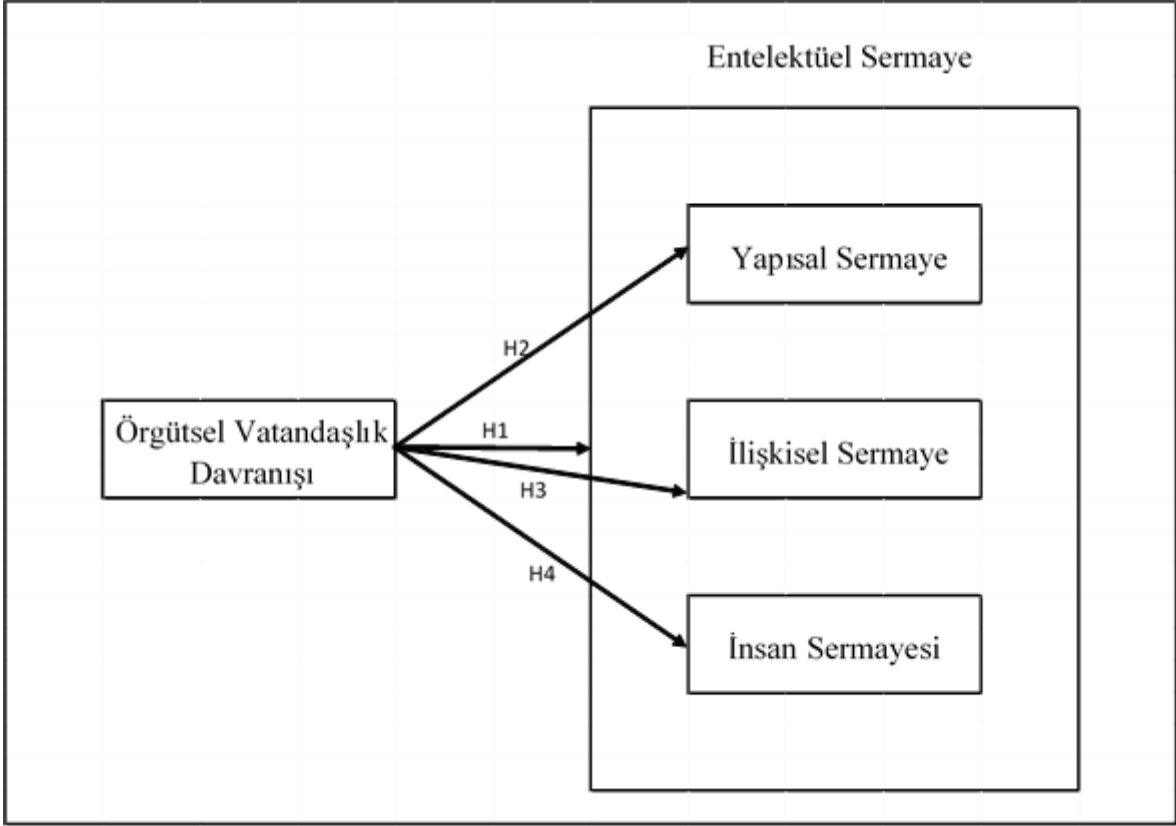 Entelektüel Sermaye
Yapısal Sermaye
H2
Örgütsel Vatandaşlık
Davranışı
H1
İlişkisel Sermaye
H3
H4
İnsan Sermayesi